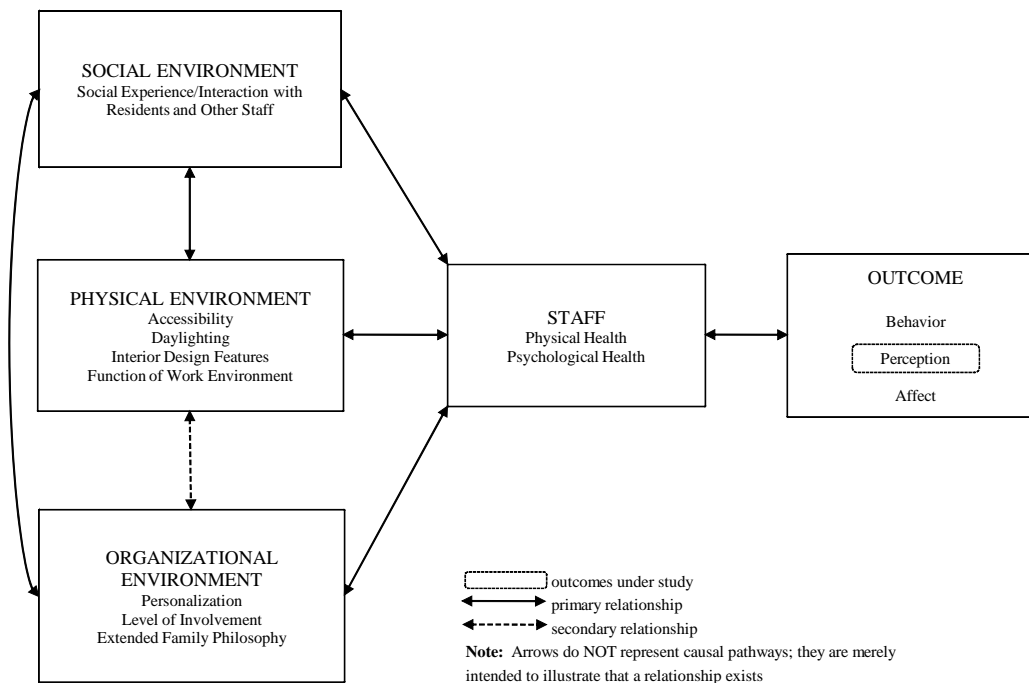 SOCIAL ENVIRONMENT
Social Experience/Interaction with
Residents and Other Staff
PHYSICAL ENVIRONMENT
Accessibility
Daylighting
Interior Design Features
Function of Work Environment
ORGANIZATIONAL
ENVIRONMENT
Personalization
Level of Involvement
Extended Family Philosophy
STAFF
Physical Health
Psychological Health
OUTCOME
Behavior
Perception
Affect
outcomes under study
primary relationship
secondary relationship
Note: Arrows do NOT represent causal pathways; they are merely
intended to illustrate that a relationship exists